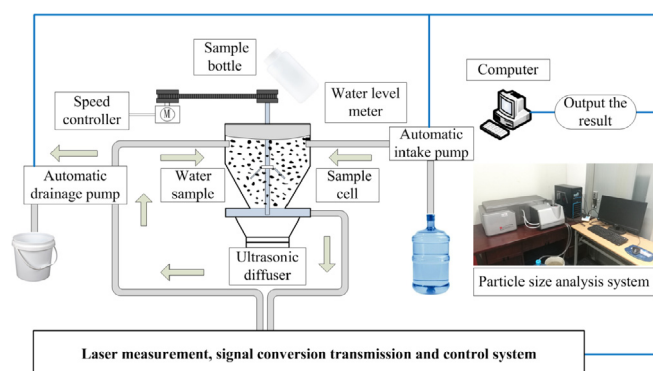 Sample
bottle
Water level
meter
Computer
Speed
controller
M
Output the
result
Automatic
intake pump
Automatic
drainage pump
Water
sample
Sample
cell
Ultrasonic
diffuser
Particle size analysis system
Laser measurement, signal conversion transmission and control system